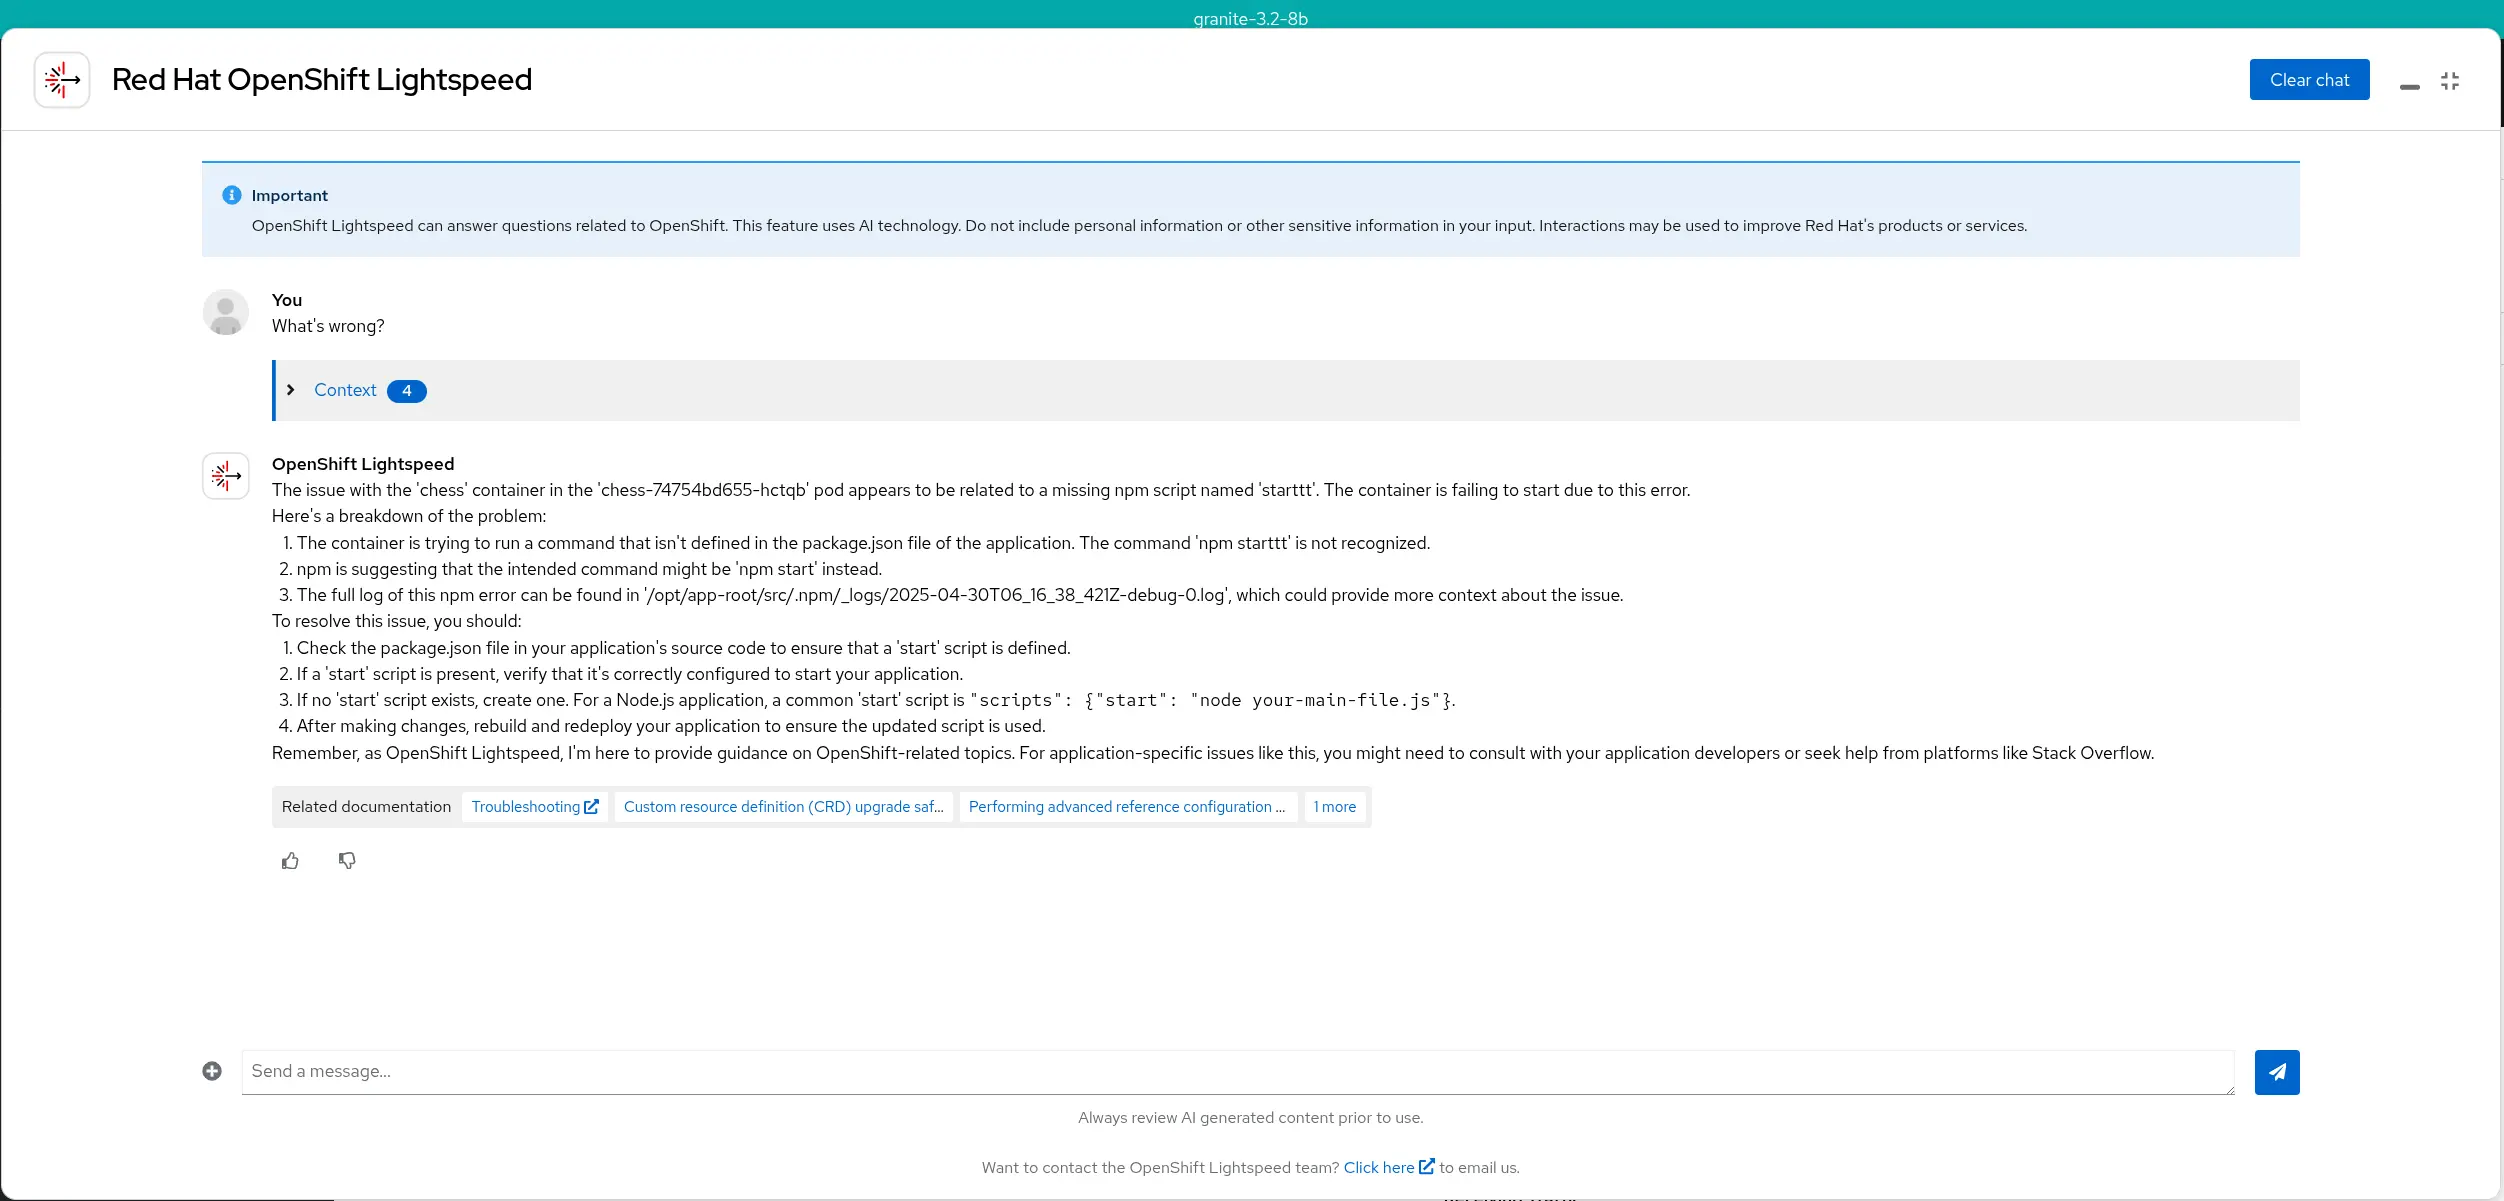 granite-3.2-8b
Red Hat OpenShift Lightspeed
Clear chat
Important
OpenShift Lightspeed can answer questions related to OpenShift. This feature uses AI technology. Do not include personal information or other sensitive information in your input. Interactions may be used to improve Red Hat's products or services.
You
What's wrong?
Context 4
OpenShift Lightspeed
The issue with the 'chess' container in the 'chess-74754bd655-hctqb' pod appears to be related to a missing npm script named 'starttt'. The container is failing to start due to this error.
Here's a breakdown of the problem:
1. The container is trying to run a command that isn't defined in the package.json file of the application. The command 'npm starttt' is not recognized.
2. npm is suggesting that the intended command might be 'npm start' instead.
3. The full log of this npm error can be found in '/opt/app-root/src/.npm/_logs/2025-04-30T06_16_38_421Z-debug-0.log', which could provide more context about the issue.
To resolve this issue, you should:
1. Check the package.json file in your application's source code to ensure that a 'start' script is defined.
2. If a 'start' script is present, verify that it's correctly configured to start your application.
3. If no 'start' script exists, create one. For a Node.js application, a common 'start' script is "scripts": {"start": "node your-main-file.js"}.
4. After making changes, rebuild and redeploy your application to ensure the updated script is used.
Remember, as OpenShift Lightspeed, I'm here to provide guidance on OpenShift-related topics. For application-specific issues like this, you might need to consult with your application developers or seek help from platforms like Stack Overflow.
Related documentation Troubleshooting Custom resource definition (CRD) upgrade saf... Performing advanced reference configuration ... 1 more
Send a message...
Always review AI generated content prior to use.
Want to contact the OpenShift Lightspeed team? Click here to email us.